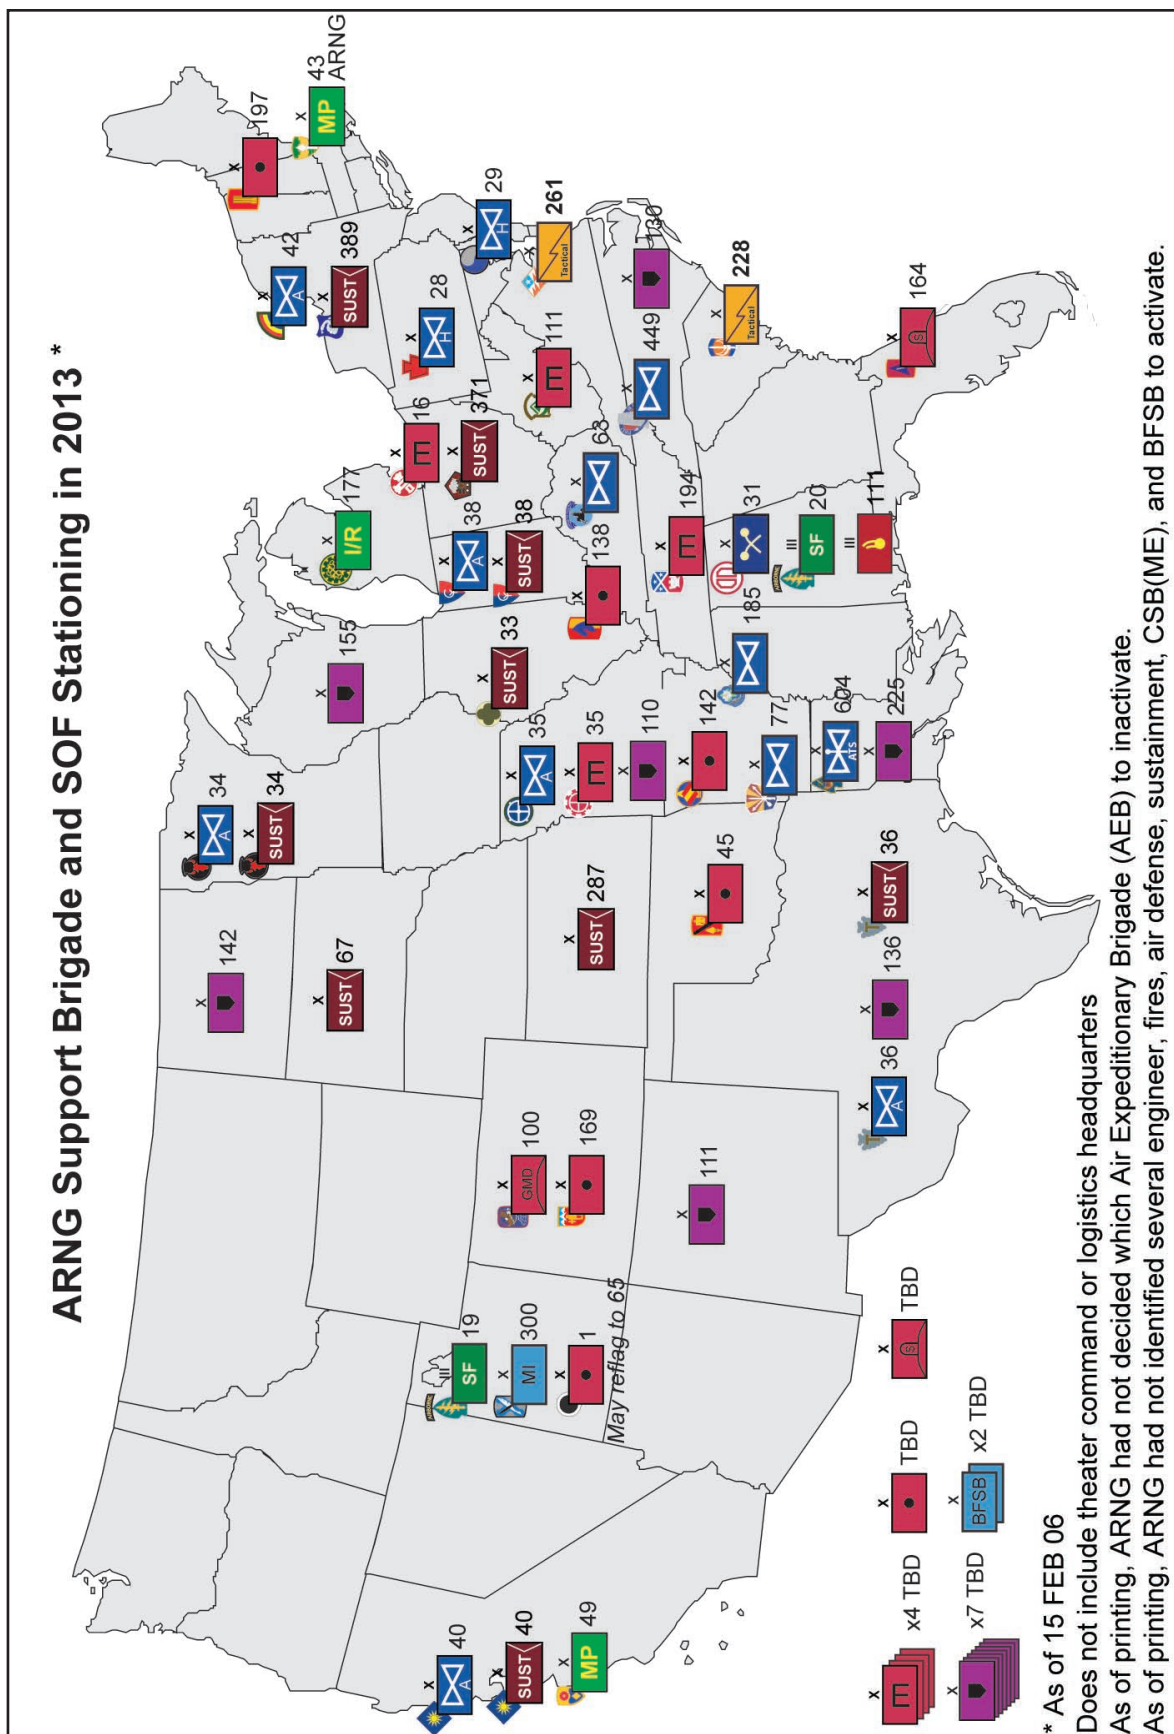 ARNG Support Brigade and SOF Stationing in 2013 *
40
A
40
SUST
49
MP
19
SF
300
MI
1
May reflag to 65
100
GMD
169
111
142
67
SUST
287
SUST
45
36
A
136
36
SUST
34
A
34
SUST
155
33
SUST
35
A
35
E
110
142
77
604
ATS
225
185
177
I/R
38
A
38
SUST
138
63
194
E
31
20
SF
111
16
E
371
SUST
28
H
111
E
449
130
228
Tactical
164
261
Tactical
29
H
42
A
389
SUST
197
43
ARNG
MP
E x4 TBD
TBD
S TBD
x7 TBD
BFSB x2 TBD
* As of 15 FEB 06
Does not include theater command or logistics headquarters
As of printing, ARNG had not decided which Air Expeditionary Brigade (AEB) to inactivate.
As of printing, ARNG had not identified several engineer, fires, air defense, sustainment, CSB(ME), and BFSB to activate.